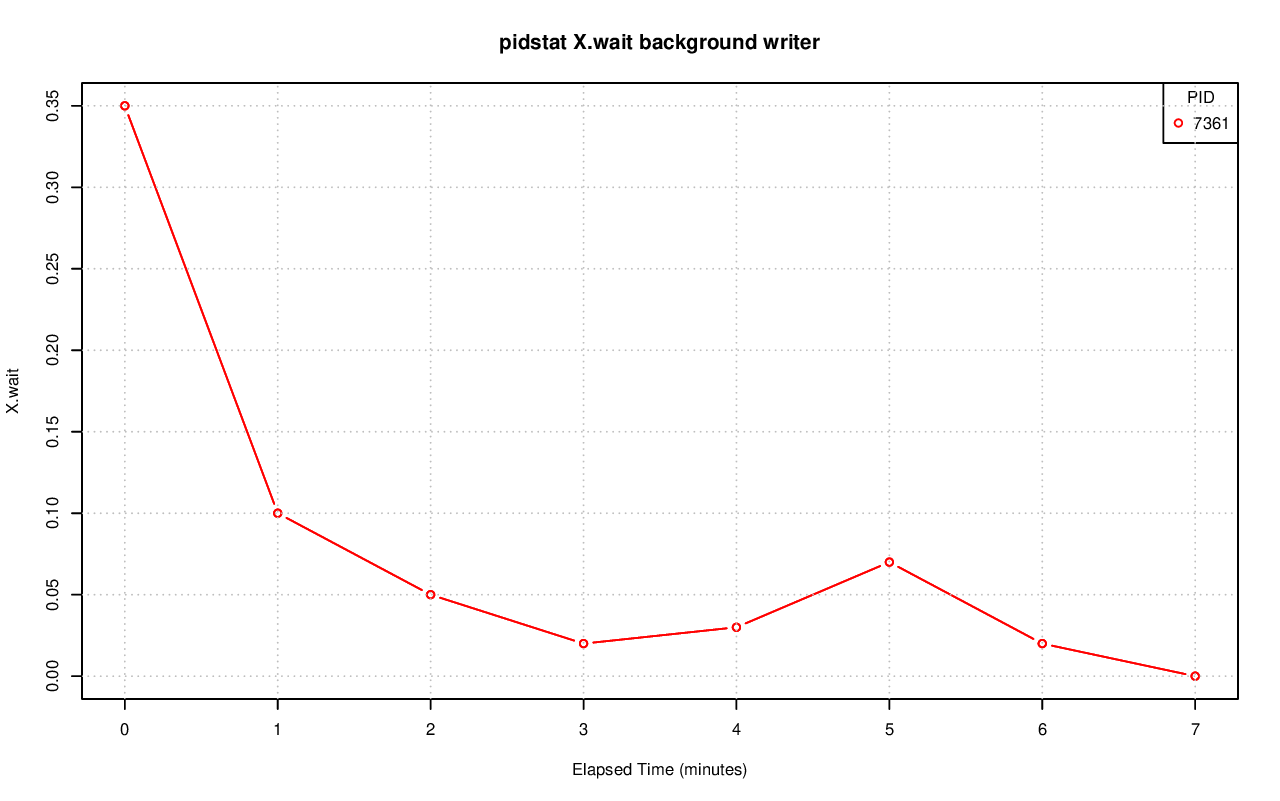 pidstat X.wait background writer
PID
7361
X.wait
0.35
0.30
0.25
0.20
0.15
0.10
0.05
0.00
0 1 2 3 4 5 6 7
Elapsed Time (minutes)